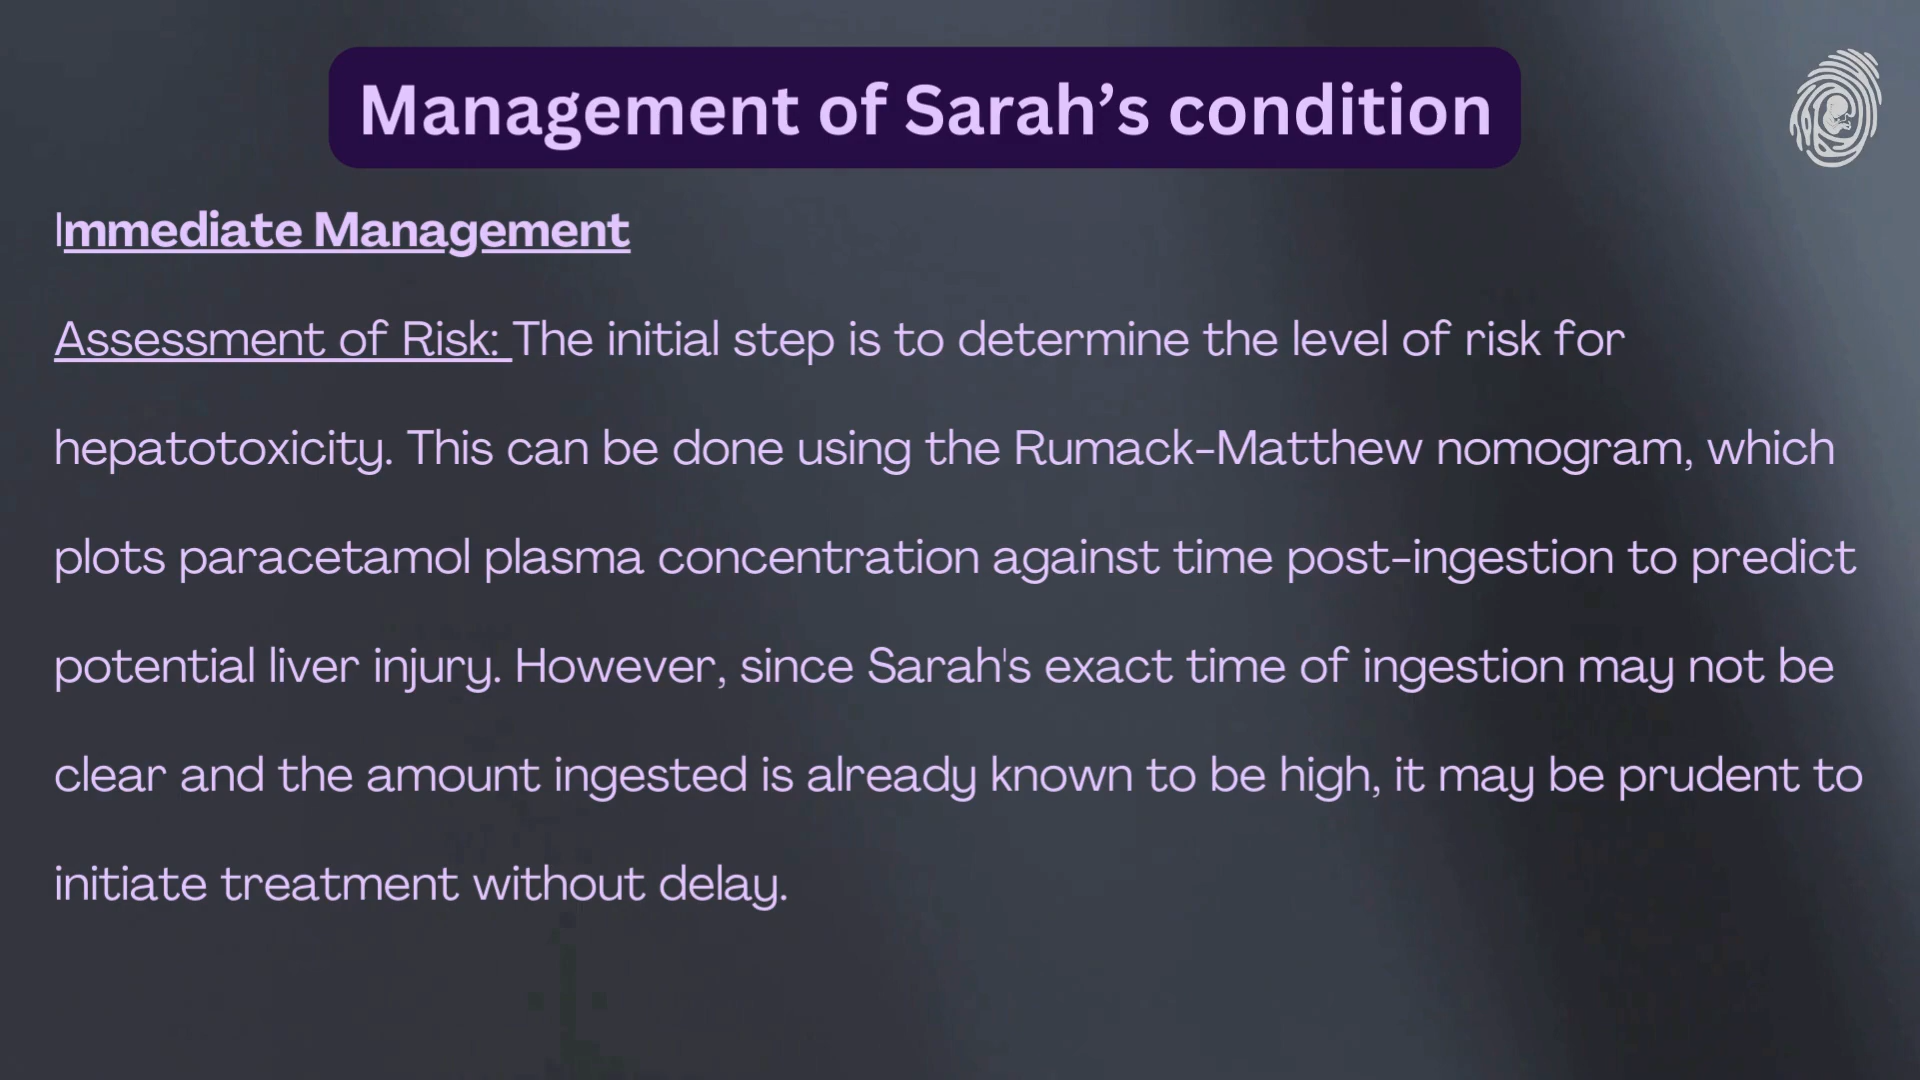 Management of Sarah’s condition
Immediate Management
Assessment of Risk: The initial step is to determine the level of risk for
hepatotoxicity. This can be done using the Rumack-Matthew nomogram, which
plots paracetamol plasma concentration against time post-ingestion to predict
potential liver injury. However, since Sarah's exact time of ingestion may not be
clear and the amount ingested is already known to be high, it may be prudent to
initiate treatment without delay.